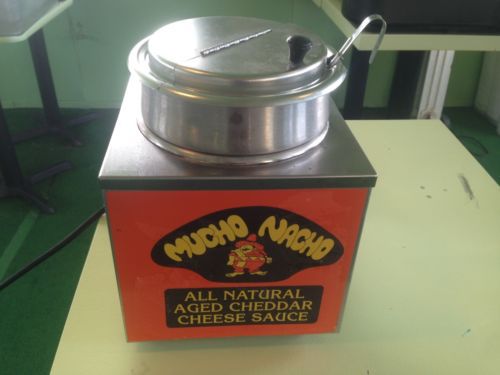 MUCHO NACHO
ALL NATURAL
AGED CHEDDAR
CHEESE SAUCE